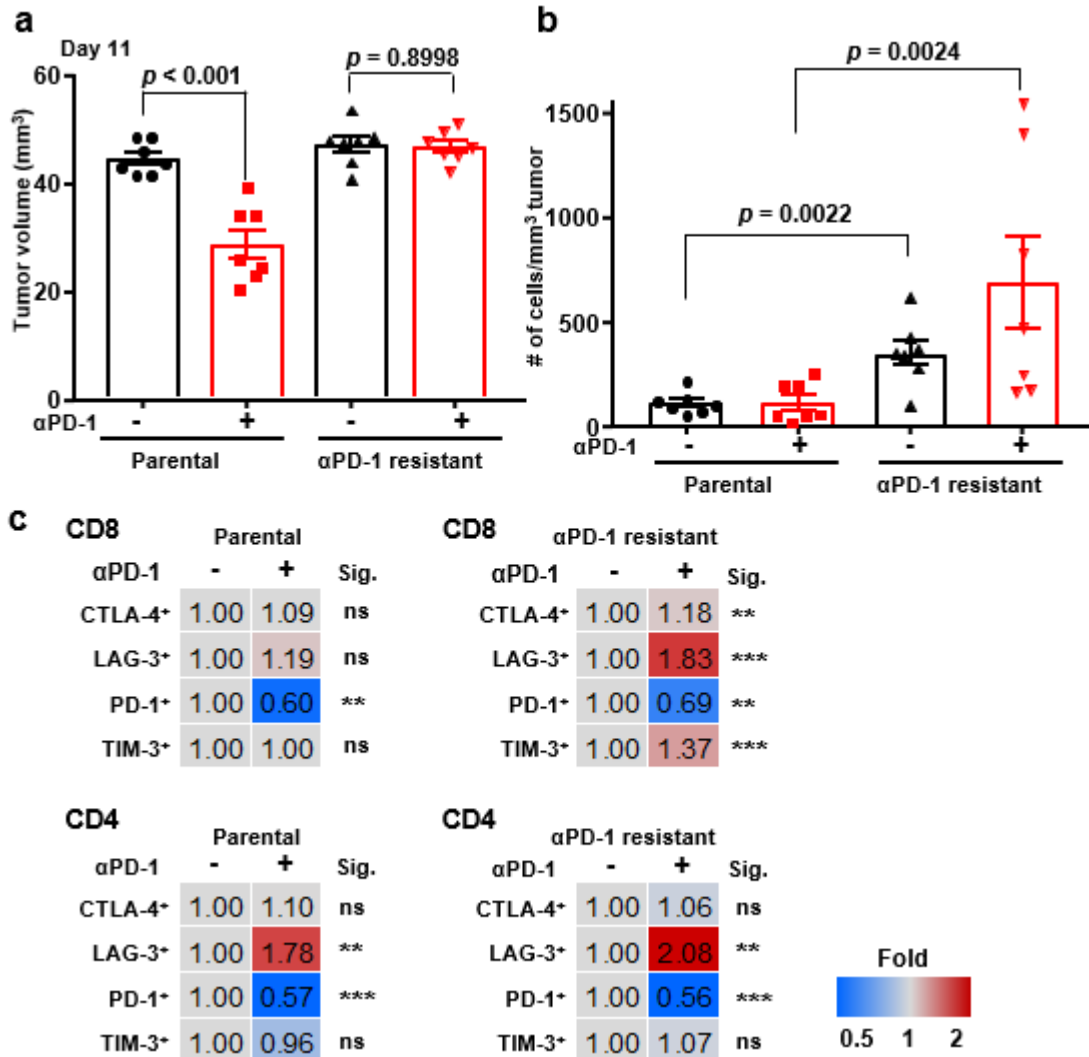 a
Day 11
p < 0.001
p = 0.8998
60
40
20
0
Tumor volume (mm³)
αPD-1 - + - +
Parental αPD-1 resistant
b
p = 0.0024
p = 0.0022
1500
1000
500
0
# of cells/mm³ tumor
αPD-1 - + - +
Parental αPD-1 resistant
c
CD8 Parental
αPD-1 - + Sig.
CTLA-4⁺ 1.00 1.09 ns
LAG-3⁺ 1.00 1.19 ns
PD-1⁺ 1.00 0.60 **
TIM-3⁺ 1.00 1.00 ns
CD8 αPD-1 resistant
αPD-1 - + Sig.
CTLA-4⁺ 1.00 1.18 **
LAG-3⁺ 1.00 1.83 ***
PD-1⁺ 1.00 0.69 **
TIM-3⁺ 1.00 1.37 ***
CD4 Parental
αPD-1 - + Sig.
CTLA-4⁺ 1.00 1.10 ns
LAG-3⁺ 1.00 1.78 **
PD-1⁺ 1.00 0.57 ***
TIM-3⁺ 1.00 0.96 ns
CD4 αPD-1 resistant
αPD-1 - + Sig.
CTLA-4⁺ 1.00 1.06 ns
LAG-3⁺ 1.00 2.08 **
PD-1⁺ 1.00 0.56 ***
TIM-3⁺ 1.00 1.07 ns
Fold
0.5 1 2